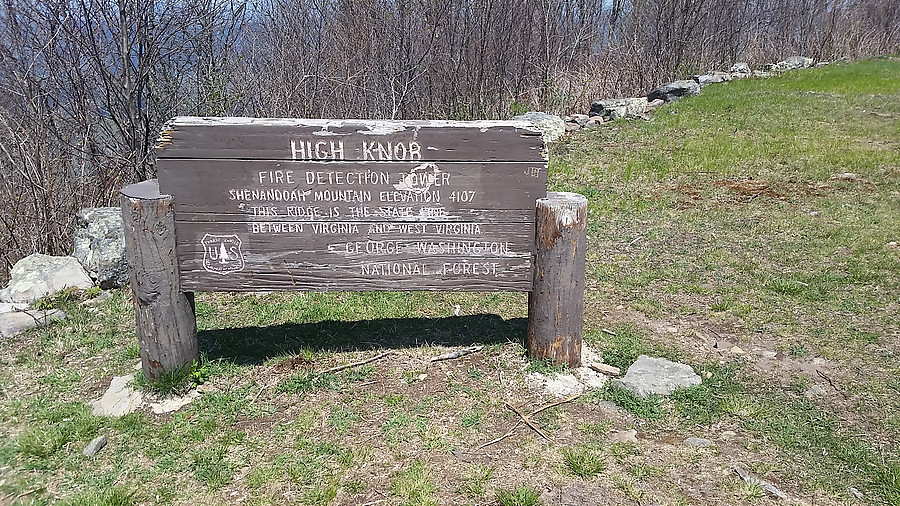 HIGH KNOB
FIRE DETECTION TOWER
SHENANDOAH MOUNTAIN ELEVATION 4107
THIS RIDGE IS THE STATE LINE
BETWEEN VIRGINIA AND WEST VIRGINIA
GEORGE WASHINGTON
NATIONAL FOREST
U S